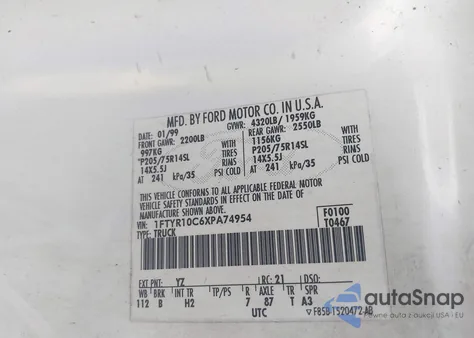 MFD. BY FORD MOTOR CO. IN U.S.A.
DATE: 01/99 GVWR: 4320LB/ 1959KG
FRONT GAWR: 2200LB REAR GAWR: 2550LB
997KG WITH 1156KG WITH
P205/75R14SL TIRES P205/75R14SL TIRES
14X5.5J RIMS 14X5.5J RIMS
AT 241 kPa/35 PSI COLD AT 241 kPa/35 PSI COLD
THIS VEHICLE CONFORMS TO ALL APPLICABLE FEDERAL MOTOR
VEHICLE SAFETY STANDARDS IN EFFECT ON THE DATE OF
MANUFACTURE SHOWN ABOVE.
VIN: 1FTYR10C6XPA74954 F0100
TYPE: TRUCK T0467
EXT PNT: YZ RC: 21 DSO:
WB BRK INT TR TP/PS R AXLE TR SPR
112 B H2 7 87 T A3
UTC ▽ F85B-1520472-AB
autoSnap
Pewne auta z aukcji w USA